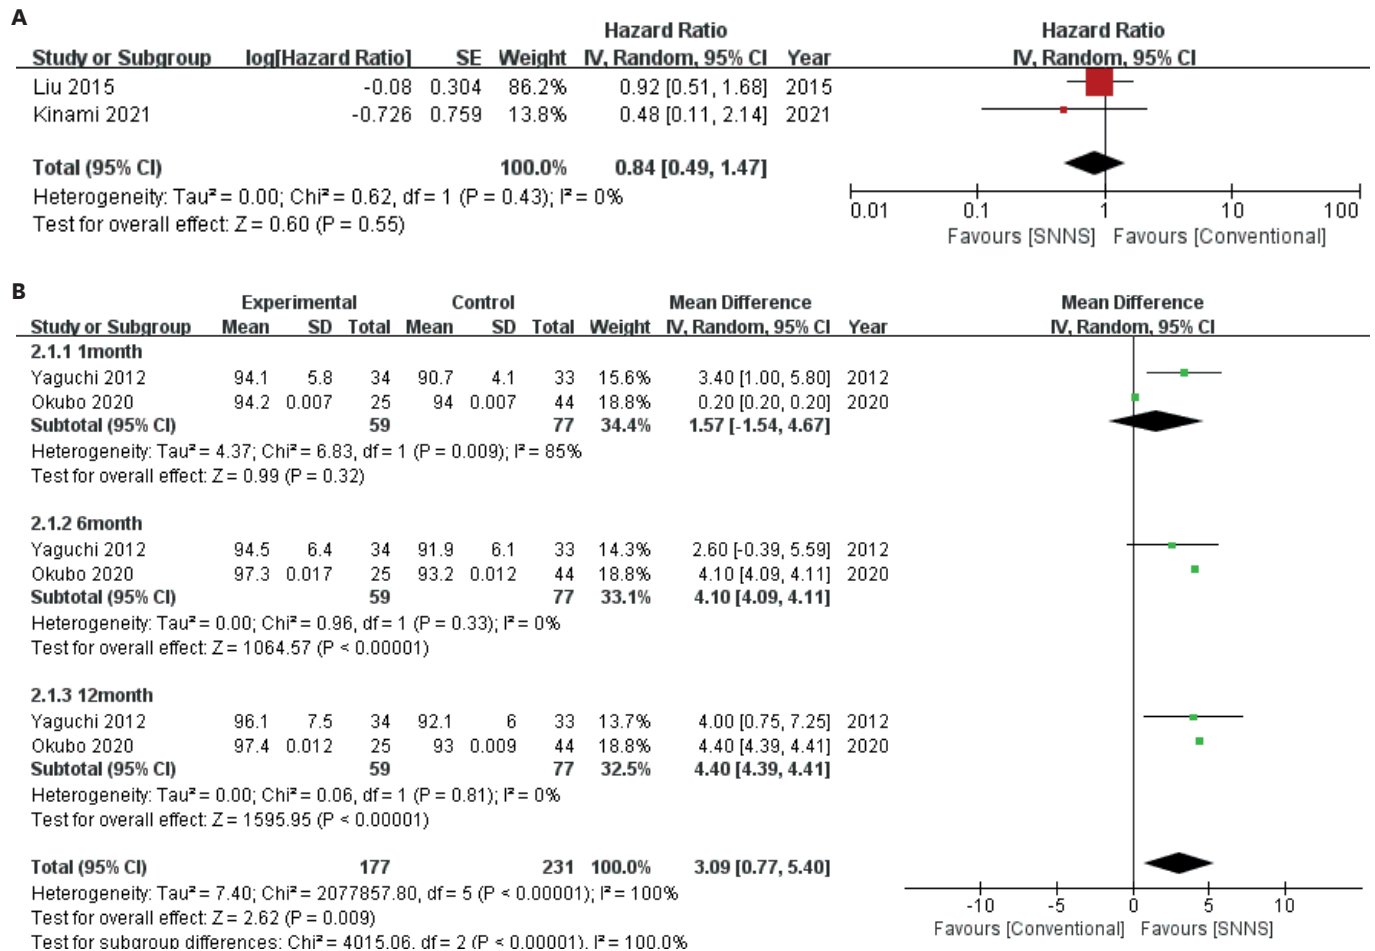 A
Hazard Ratio Hazard Ratio
Study or Subgroup log[Hazard Ratio] SE Weight IV, Random, 95% CI Year IV, Random, 95% CI
Liu 2015 -0.08 0.304 86.2% 0.92 [0.51, 1.68] 2015
Kinami 2021 -0.726 0.759 13.8% 0.48 [0.11, 2.14] 2021
Total (95% CI) 100.0% 0.84 [0.49, 1.47]
Heterogeneity: Tau² = 0.00; Chi² = 0.62, df = 1 (P = 0.43); I² = 0%
Test for overall effect: Z = 0.60 (P = 0.55)
0.01 0.1 1 10 100
Favours [SNNS] Favours [Conventional]
B
Experimental Control Mean Difference Mean Difference
Study or Subgroup Mean SD Total Mean SD Total Weight IV, Random, 95% CI Year IV, Random, 95% CI
2.1.1 1month
Yaguchi 2012 94.1 5.8 34 90.7 4.1 33 15.6% 3.40 [1.00, 5.80] 2012
Okubo 2020 94.2 0.007 25 94 0.007 44 18.8% 0.20 [0.20, 0.20] 2020
Subtotal (95% CI) 59 77 34.4% 1.57 [-1.54, 4.67]
Heterogeneity: Tau² = 4.37; Chi² = 6.83, df = 1 (P = 0.009); I² = 85%
Test for overall effect: Z = 0.99 (P = 0.32)
2.1.2 6month
Yaguchi 2012 94.5 6.4 34 91.9 6.1 33 14.3% 2.60 [-0.39, 5.59] 2012
Okubo 2020 97.3 0.017 25 93.2 0.012 44 18.8% 4.10 [4.09, 4.11] 2020
Subtotal (95% CI) 59 77 33.1% 4.10 [4.09, 4.11]
Heterogeneity: Tau² = 0.00; Chi² = 0.96, df = 1 (P = 0.33); I² = 0%
Test for overall effect: Z = 1064.57 (P < 0.00001)
2.1.3 12month
Yaguchi 2012 96.1 7.5 34 92.1 6 33 13.7% 4.00 [0.75, 7.25] 2012
Okubo 2020 97.4 0.012 25 93 0.009 44 18.8% 4.40 [4.39, 4.41] 2020
Subtotal (95% CI) 59 77 32.5% 4.40 [4.39, 4.41]
Heterogeneity: Tau² = 0.00; Chi² = 0.06, df = 1 (P = 0.81); I² = 0%
Test for overall effect: Z = 1595.95 (P < 0.00001)
Total (95% CI) 177 231 100.0% 3.09 [0.77, 5.40]
Heterogeneity: Tau² = 7.40; Chi² = 2077857.80, df = 5 (P < 0.00001); I² = 100%
Test for overall effect: Z = 2.62 (P = 0.009)
Test for subgroup differences: Chi² = 4015.06, df = 2 (P < 0.00001), I² = 100.0%
-10 -5 0 5 10
Favours [Conventional] Favours [SNNS]